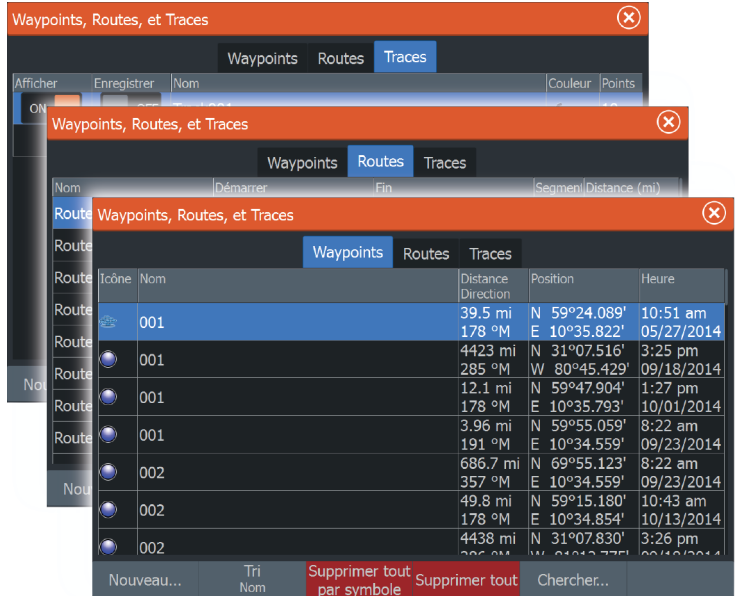 Waypoints, Routes, et Traces
Waypoints Routes Traces
Afficher Enregistrer Nom Couleur Points
ON
Waypoints, Routes, et Traces
Waypoints Routes Traces
Nom Démarrer Fin Segment Distance (mi)
Route
Route
Route
Route
Route
Route
Route
Route
Waypoints, Routes, et Traces
Waypoints Routes Traces
Icône Nom Distance Direction Position Heure
001 39.5 mi N 59°24.089' 10:51 am
178 °M E 10°35.822' 05/27/2014
001 4423 mi N 31°07.516' 3:25 pm
285 °M W 80°45.429' 09/18/2014
001 12.1 mi N 59°47.904' 1:27 pm
178 °M E 10°35.793' 10/01/2014
001 3.96 mi N 59°55.059' 8:22 am
191 °M E 10°34.559' 09/23/2014
002 686.7 mi N 69°55.123' 8:22 am
357 °M E 10°34.559' 09/23/2014
002 49.8 mi N 59°15.180' 10:43 am
178 °M E 10°34.854' 10/13/2014
002 4438 mi N 31°07.830' 3:26 pm
Nouveau... Tri Nom Supprimer tout par symbole Supprimer tout Chercher...